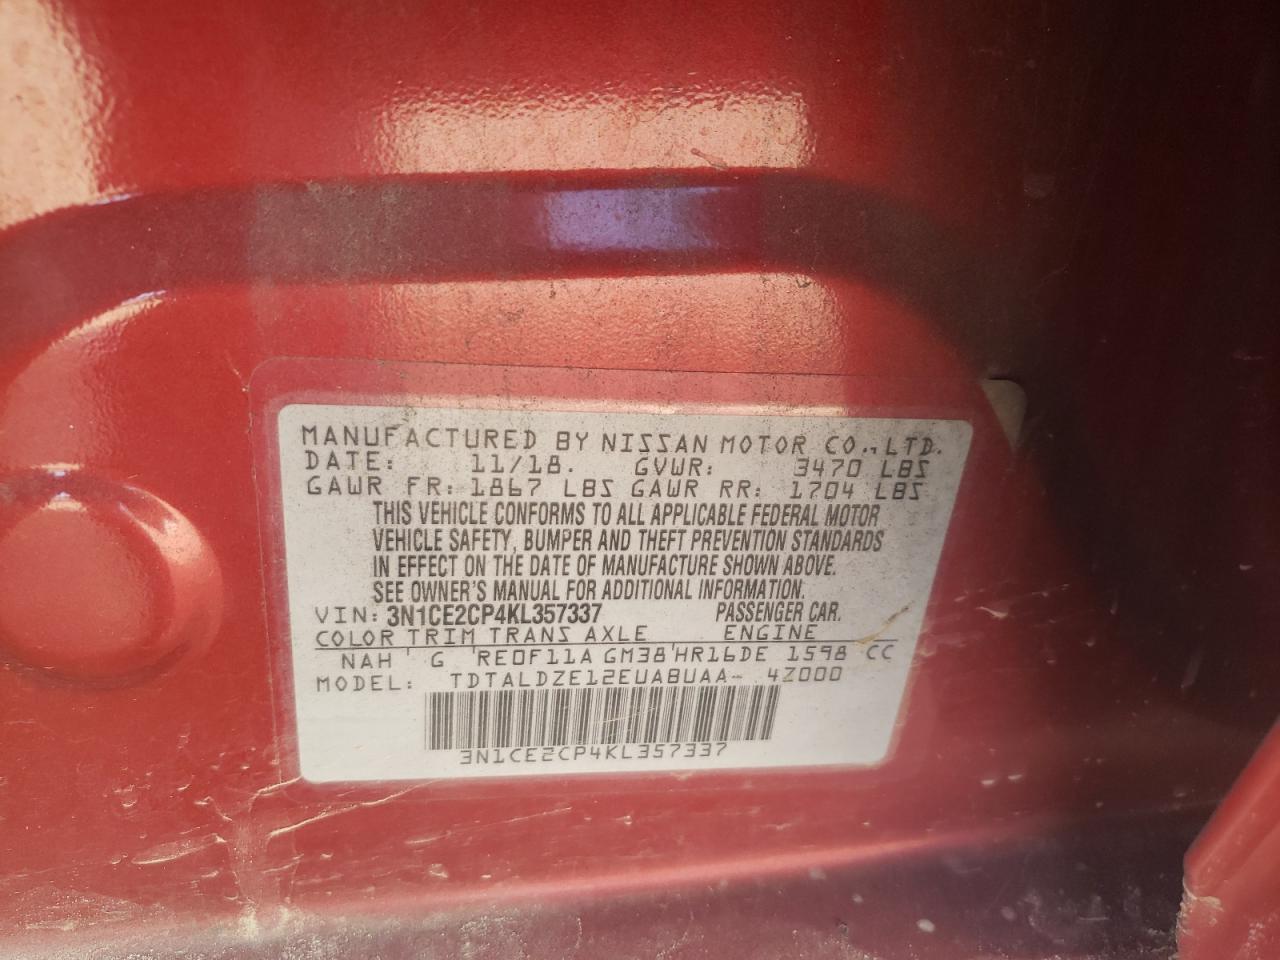 MANUFACTURED BY NISSAN MOTOR CO.,LTD.
DATE: 11/18. GVWR: 3470 LBS
GAWR FR: 1867 LBS GAWR RR: 1704 LBS
THIS VEHICLE CONFORMS TO ALL APPLICABLE FEDERAL MOTOR
VEHICLE SAFETY, BUMPER AND THEFT PREVENTION STANDARDS
IN EFFECT ON THE DATE OF MANUFACTURE SHOWN ABOVE.
SEE OWNER'S MANUAL FOR ADDITIONAL INFORMATION.
VIN: 3N1CE2CP4KL357337 PASSENGER CAR.
COLOR TRIM TRANS AXLE ENGINE
NAH G RE0F11A GM38 HR16DE 1598 CC
MODEL: TDTALDZE12EUABUAA- 4Z000
3N1CE2CP4KL357337